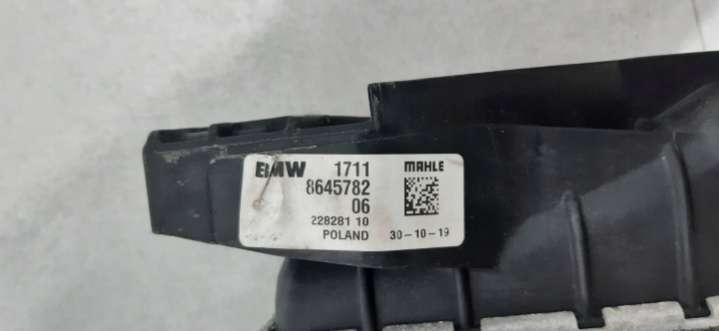 BMW 1711 MAHLE
8645782
06
228281 10
POLAND 30-10-19